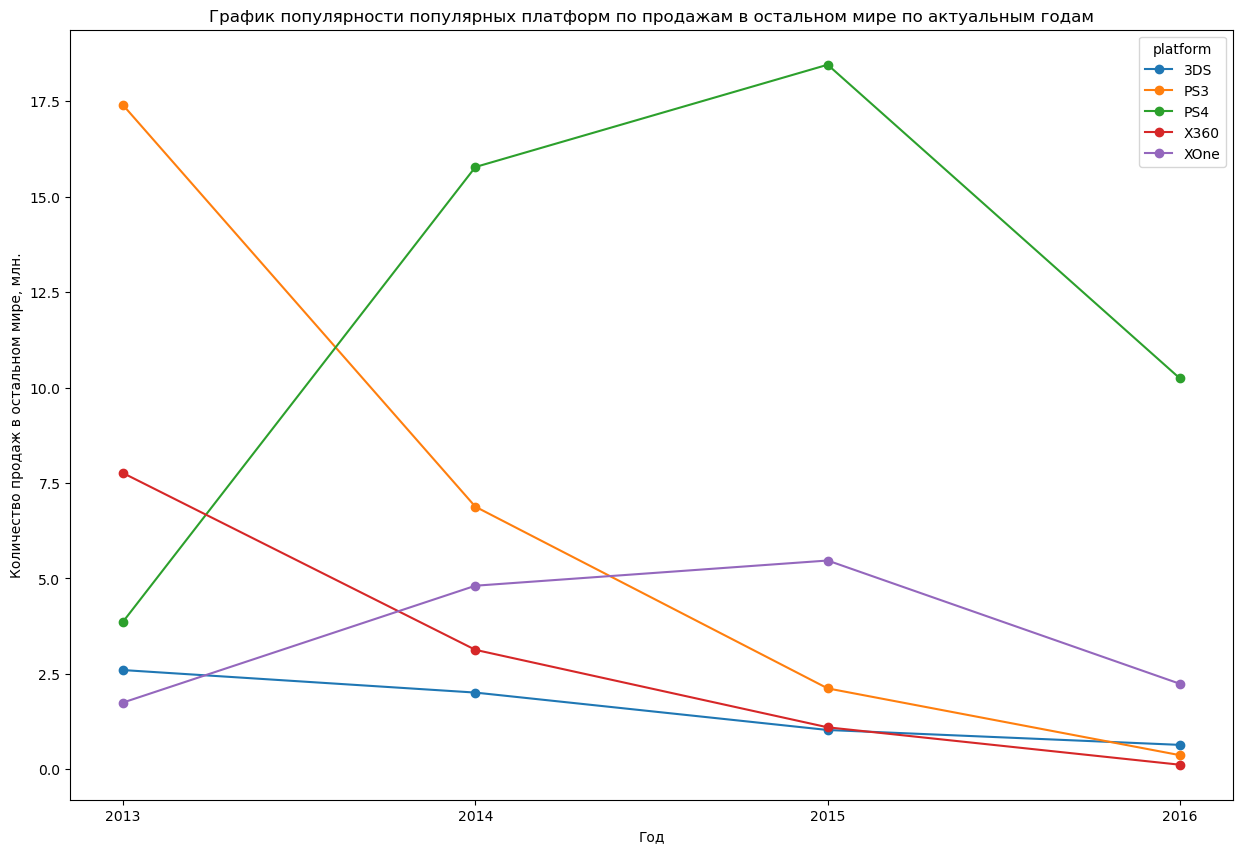 График популярности популярных платформ по продажам в остальном мире по актуальным годам
platform
3DS
PS3
PS4
X360
XOne
Количество продаж в остальном мире, млн.
17.5
15.0
12.5
10.0
7.5
5.0
2.5
0.0
2013 2014 2015 2016
Год